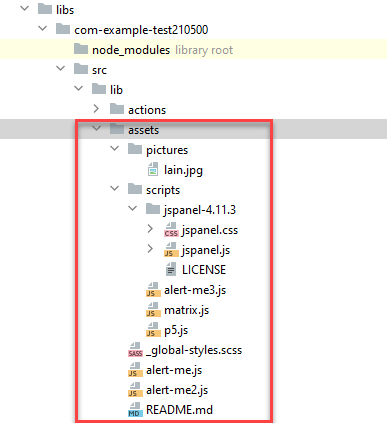 libs
com-example-test210500
node_modules library root
src
lib
actions
assets
pictures
lain.jpg
scripts
jspanel-4.11.3
CSS jspanel.css
JS jspanel.js
LICENSE
JS alert-me3.js
JS matrix.js
JS p5.js
SASS _global-styles.scss
JS alert-me.js
JS alert-me2.js
MD README.md